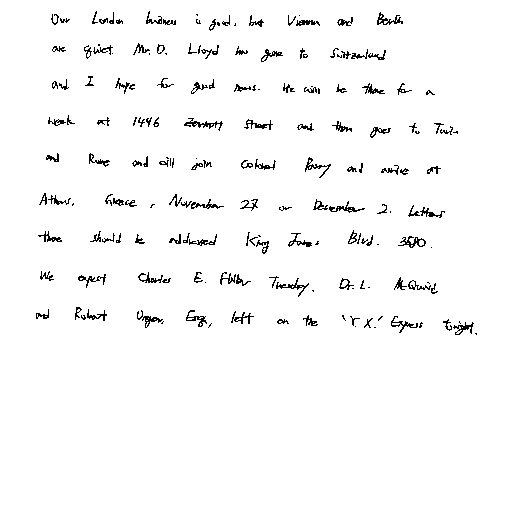 Our London business is good, but Vienna and Berlin
are quiet. Mr. D. Lloyd has gone to Switzerland
and I hope for good news. He will be there for a
week at 1496 Zermott Street and then goes to Turin
and Rome and will join Colonel Parry and arrive at
Athens, Greece, November 27 or December 2. Letters
there should be addressed King James Blvd. 3580.
We expect Charles E. Fuller Tuesday. Dr. L. McQuaid
and Robert Unger, Esq., left on the 'Y.X.' Express tonight.